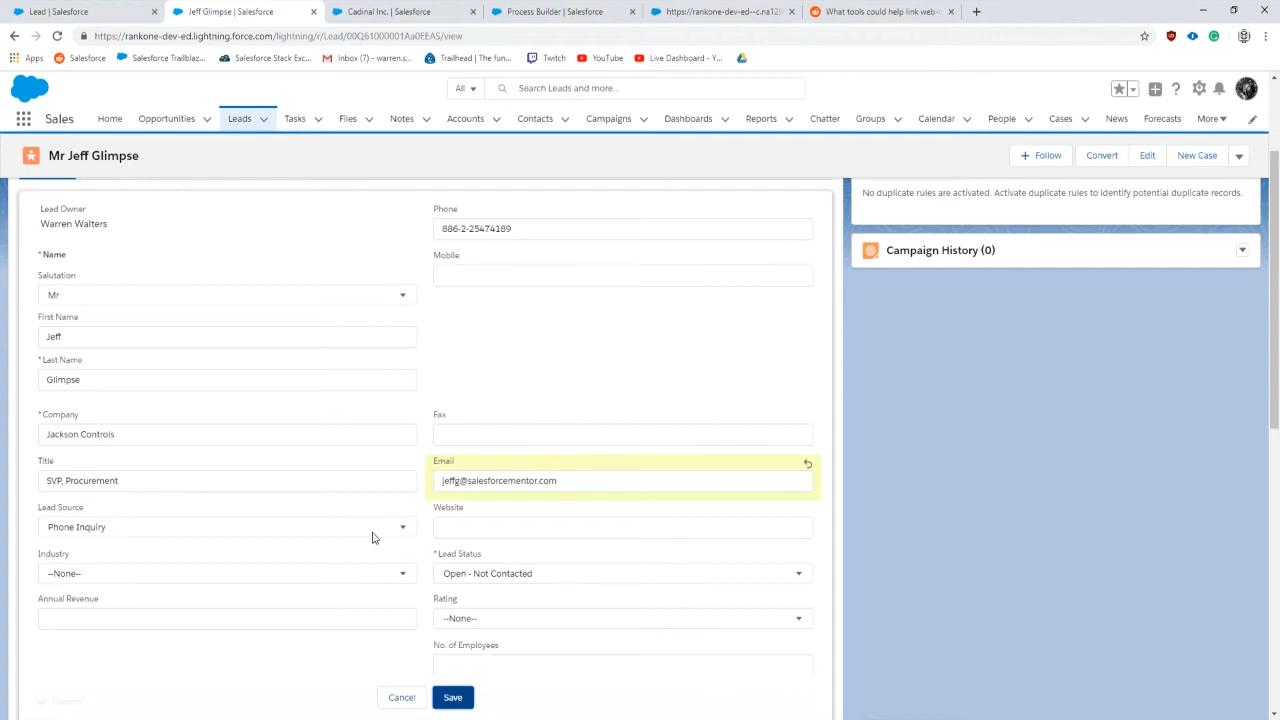 Lead | Salesforce
Jeff Glimpse | Salesforce
Cadinal Inc. | Salesforce
Process Builder | Salesforce
https://rankone-dev-ed--c.na12
What tools could help link web-
https://rankone-dev-ed.lightning.force.com/lightning/r/Lead/00Q61000001Aa0EEAS/view
Apps
Salesforce
Salesforce Trailblaz...
Salesforce Stack Exc...
Inbox (7) - warren.s...
Trailhead | The fun...
Twitch
YouTube
Live Dashboard - Y...
All
Search Leads and more...
Sales
Home
Opportunities
Leads
Tasks
Files
Notes
Accounts
Contacts
Campaigns
Dashboards
Reports
Chatter
Groups
Calendar
People
Cases
News
Forecasts
More
Mr Jeff Glimpse
+ Follow
Convert
Edit
New Case
No duplicate rules are activated. Activate duplicate rules to identify potential duplicate records.
Campaign History (0)
Lead Owner
Warren Walters
Phone
886-2-25474189
*Name
Mobile
Salutation
Mr
First Name
Jeff
*Last Name
Glimpse
*Company
Jackson Controls
Fax
Title
SVP, Procurement
Email
jeffg@salesforcementor.com
Lead Source
Phone Inquiry
Website
Industry
--None--
*Lead Status
Open - Not Contacted
Annual Revenue
Rating
--None--
No. of Employees
Cancel
Save